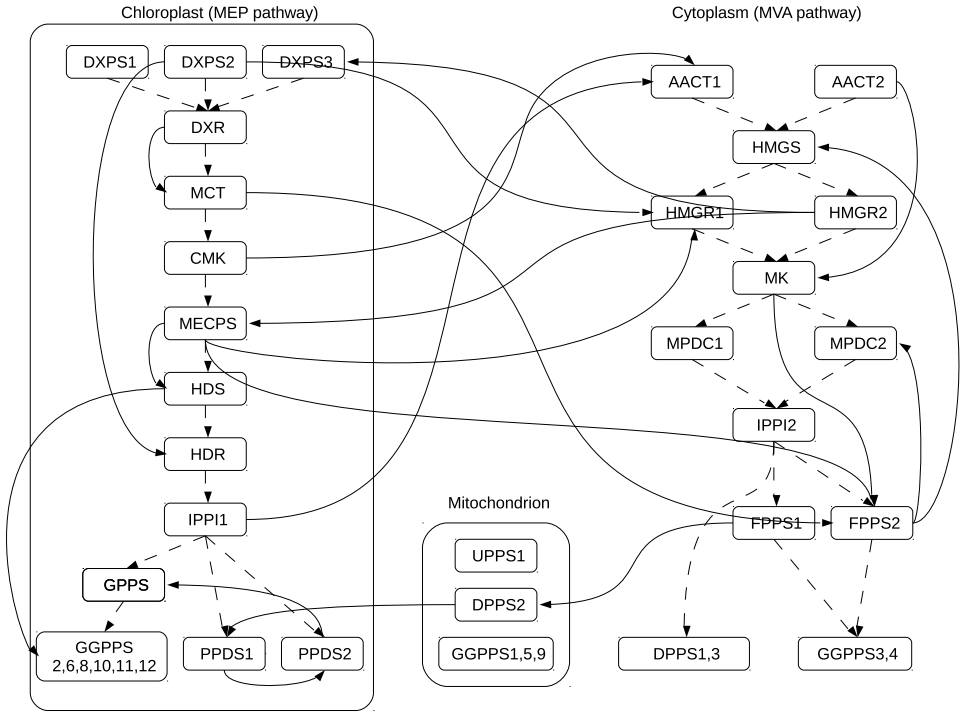 Chloroplast (MEP pathway)
Cytoplasm (MVA pathway)
DXPS1
DXPS2
DXPS3
AACT1
AACT2
DXR
HMGS
MCT
HMGR1
HMGR2
CMK
MK
MECPS
MPDC1
MPDC2
HDS
IPPI2
HDR
Mitochondrion
IPPI1
FPPS1
FPPS2
UPPS1
GPPS
DPPS2
GGPPS
2,6,8,10,11,12
PPDS1
PPDS2
GGPPS1,5,9
DPPS1,3
GGPPS3,4